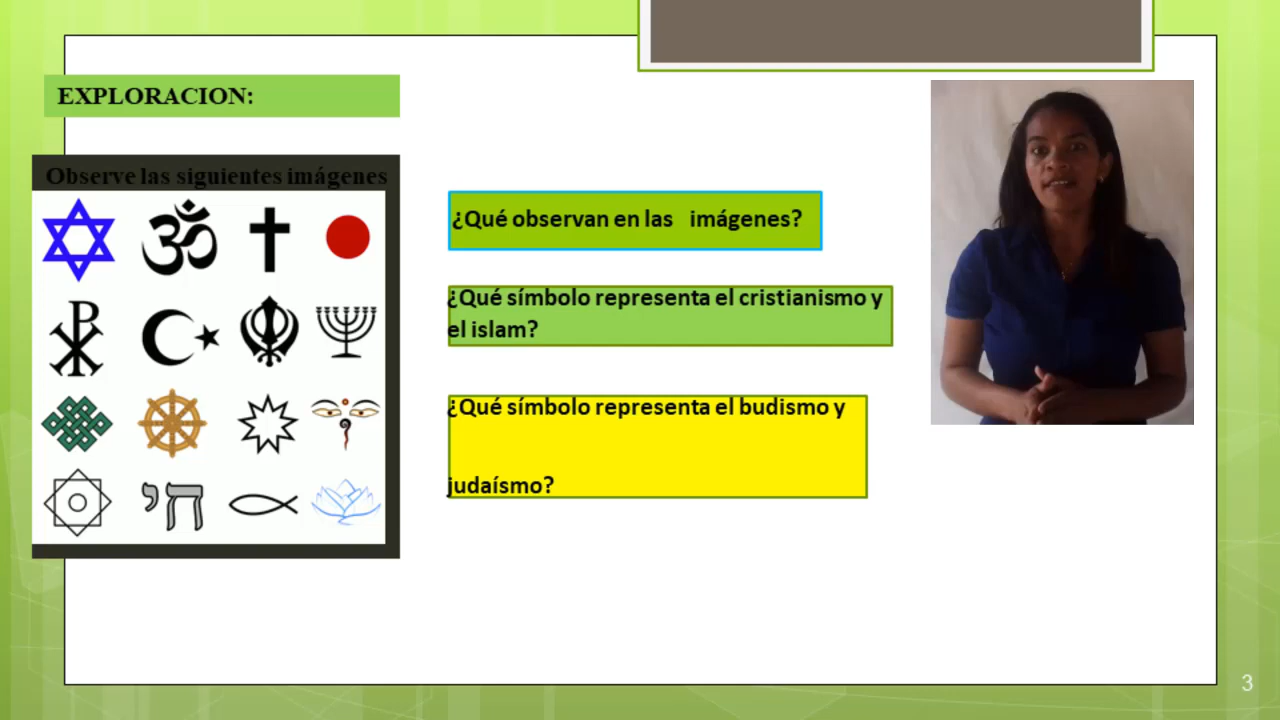 EXPLORACION:
Observe las siguientes imágenes
¿Qué observan en las imágenes?
¿Qué símbolo representa el cristianismo y
el islam?
¿Qué símbolo representa el budismo y
judaísmo?
ॐ
חי
3